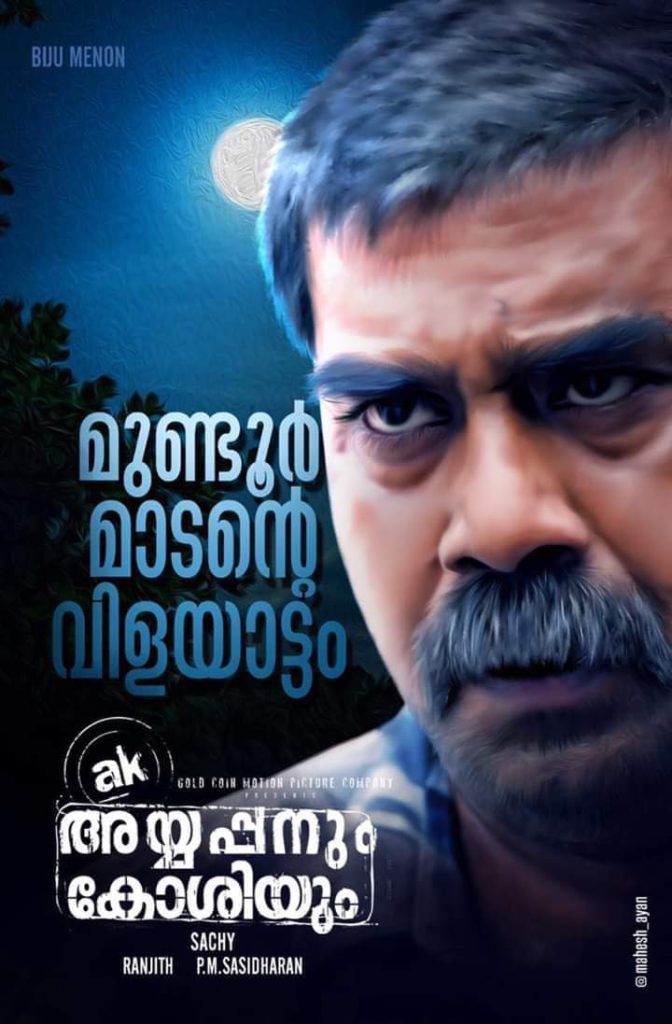 BIJU MENON
മുണ്ടൂർ
മാടന്റെ
വിളയാട്ടം
ak
GOLD COIN MOTION PICTURE COMPANY
PRESENTS
അയ്യപ്പനും
കോശിയും
SACHY
RANJITH P.M.SASIDHARAN
@mahesh_ayan